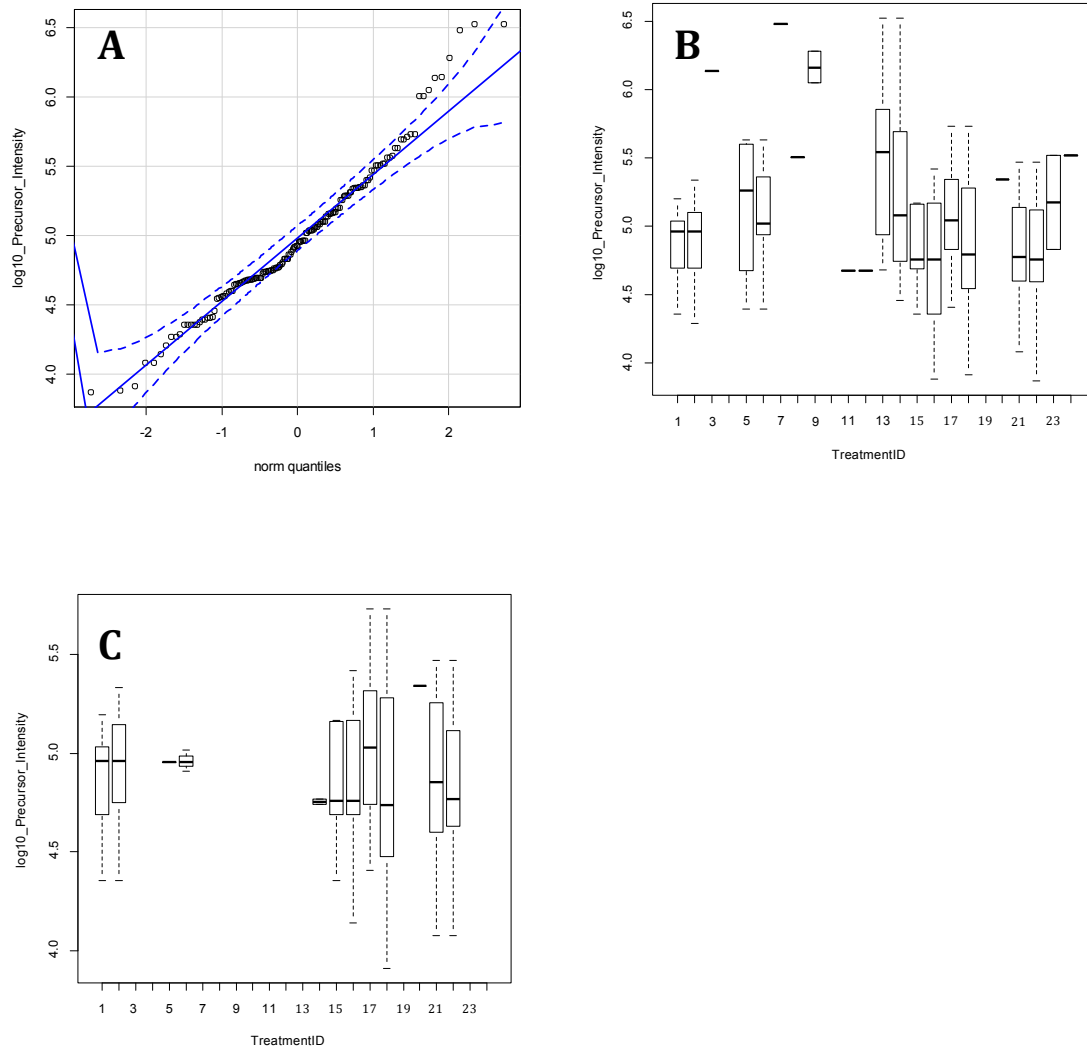 A
log10_Precursor_Intensity
6.5
6.0
5.5
5.0
4.5
4.0
-2 -1 0 1 2
norm quantiles
B
log10_Precursor_Intensity
6.5
6.0
5.5
5.0
4.5
4.0
1 3 5 7 9 11 13 15 17 19 21 23
TreatmentID
C
log10_Precursor_Intensity
5.5
5.0
4.5
4.0
1 3 5 7 9 11 13 15 17 19 21 23
TreatmentID